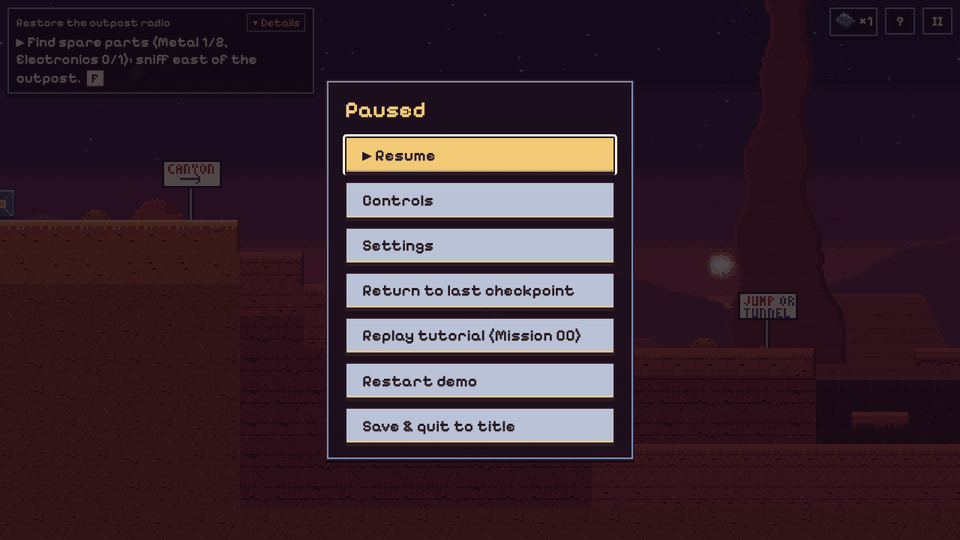 Restore the outpost radio
▾ Details
▶ Find spare parts (Metal 1/8,
Electronics 0/1): sniff east of the
outpost. F
×1
?
II
CANYON
JUMP OR
TUNNEL
Paused
▶ Resume
Controls
Settings
Return to last checkpoint
Replay tutorial (Mission 00)
Restart demo
Save & quit to title